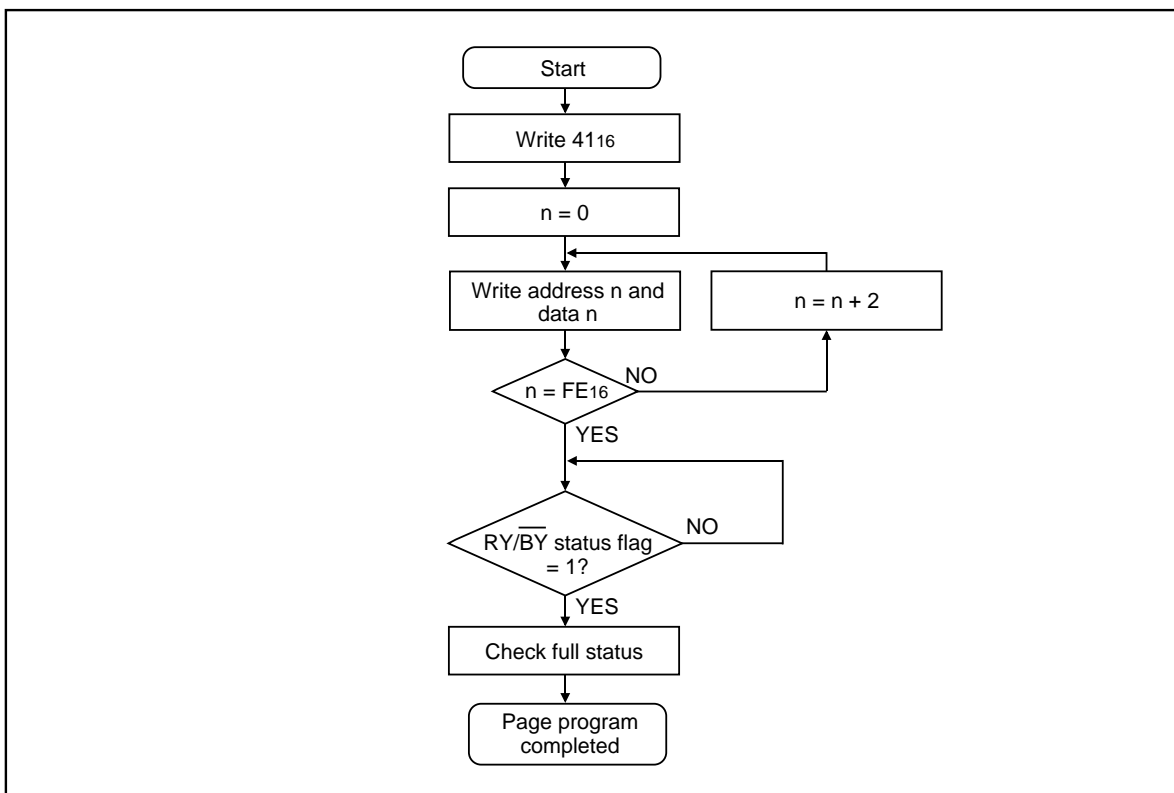 Start
Write 4116
n = 0
Write address n and
data n
n = n + 2
n = FE16
NO
YES
RY/B̅Y̅ status flag
= 1?
NO
YES
Check full status
Page program
completed